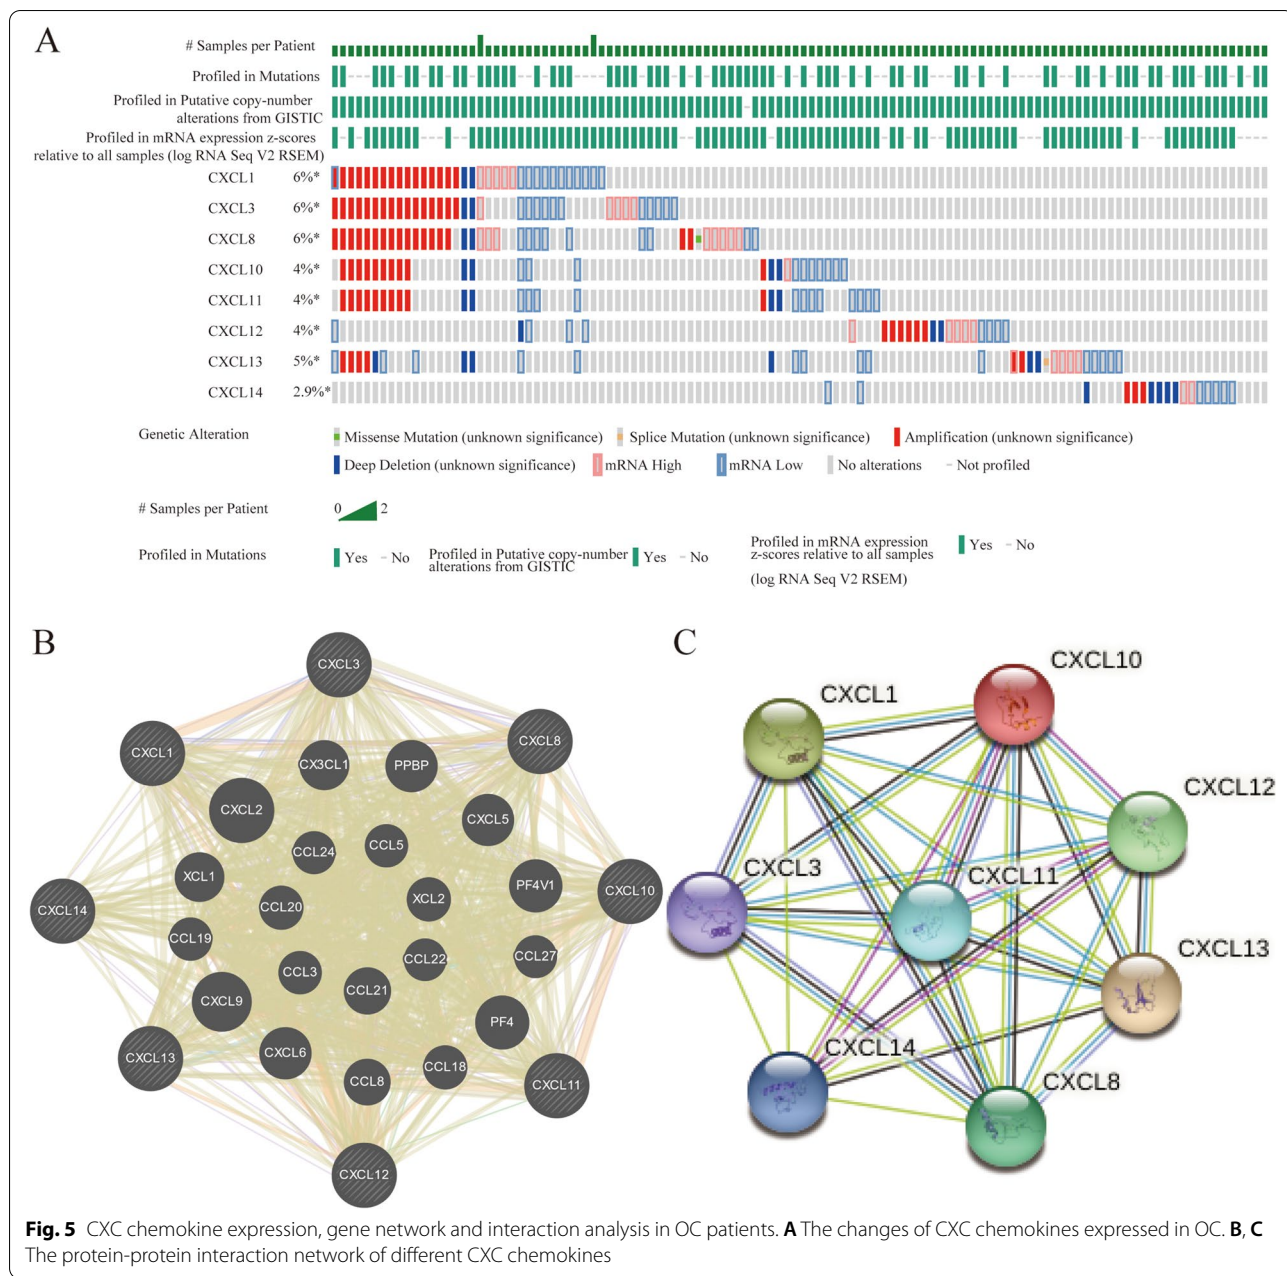 A
# Samples per Patient
Profiled in Mutations
Profiled in Putative copy-number
alterations from GISTIC
Profiled in mRNA expression z-scores
relative to all samples (log RNA Seq V2 RSEM)
CXCL1 6%*
CXCL3 6%*
CXCL8 6%*
CXCL10 4%*
CXCL11 4%*
CXCL12 4%*
CXCL13 5%*
CXCL14 2.9%*
Genetic Alteration Missense Mutation (unknown significance) Splice Mutation (unknown significance) Amplification (unknown significance)
Deep Deletion (unknown significance) mRNA High mRNA Low No alterations Not profiled
# Samples per Patient 0 2
Profiled in Mutations Yes No
Profiled in Putative copy-number
alterations from GISTIC
Yes No
Profiled in mRNA expression
z-scores relative to all samples
(log RNA Seq V2 RSEM)
Yes No
B
CXCL3
CXCL1
CXCL8
CX3CL1
PPBP
CXCL2
CXCL5
CCL24
CCL5
XCL1
PF4V1
CXCL10
XCL2
CXCL14
CCL20
CCL19
CCL27
CCL22
CCL3
CCL21
CXCL9
PF4
CXCL13
CXCL6
CCL18
CCL8
CXCL11
CXCL12
C
CXCL10
CXCL1
CXCL12
CXCL3
CXCL11
CXCL13
CXCL14
CXCL8
Fig. 5 CXC chemokine expression, gene network and interaction analysis in OC patients. A The changes of CXC chemokines expressed in OC. B, C
The protein-protein interaction network of different CXC chemokines